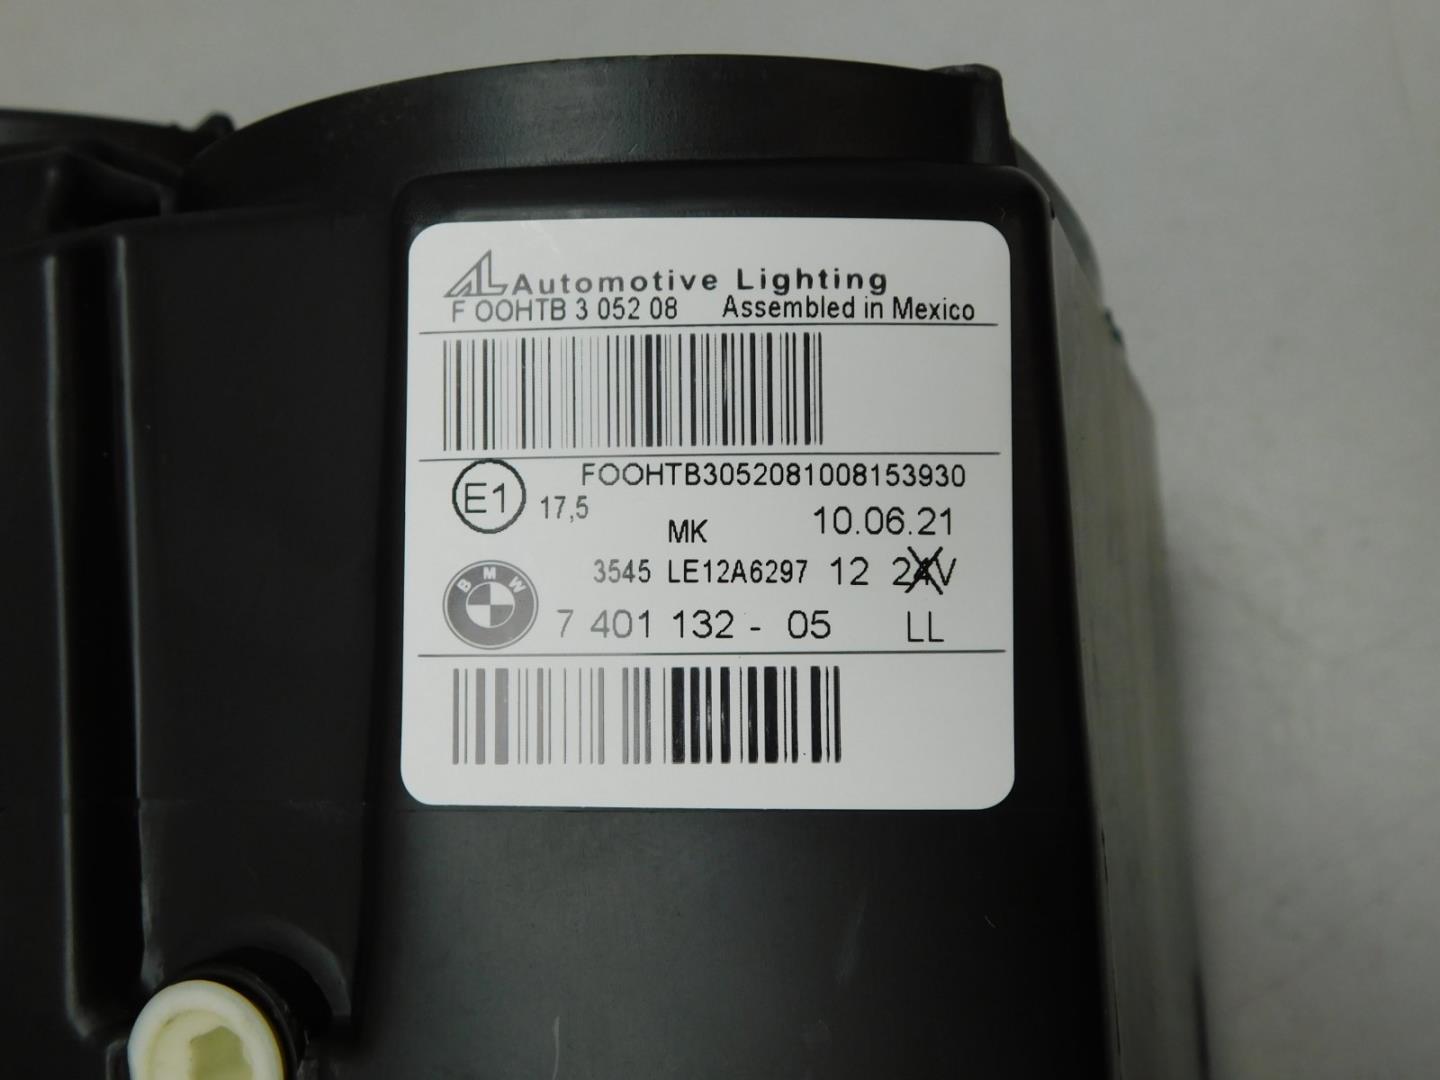 AL Automotive Lighting
F OOHTB 3 052 08 Assembled in Mexico
FOOHTB3052081008153930
E1 17,5
MK 10.06.21
3545 LE12A6297 12 24V
BMW
7 401 132 - 05 LL